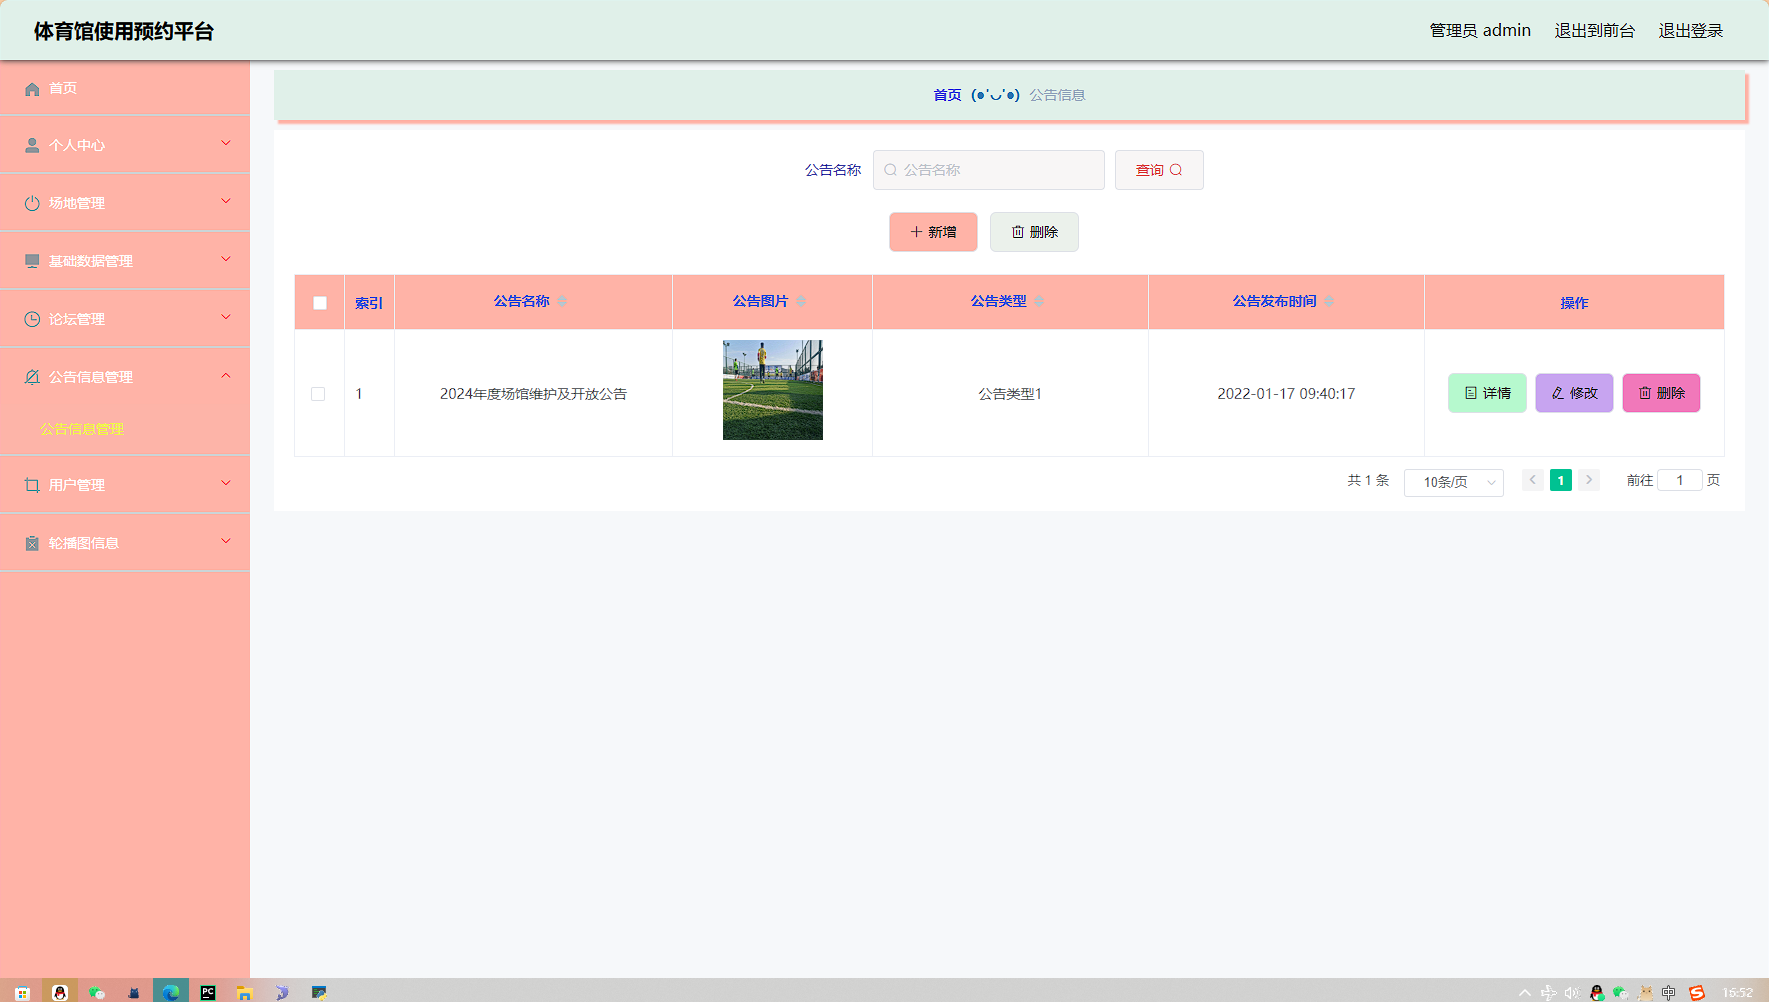 体育馆使用预约平台
管理员 admin 退出到前台 退出登录
首页
个人中心
场地管理
基础数据管理
论坛管理
公告信息管理
公告信息管理
用户管理
轮播图信息
首页 (●'◡'●) 公告信息
公告名称 公告名称 查询
新增 删除
索引 公告名称 公告图片 公告类型 公告发布时间 操作
1 2024年度场馆维护及开放公告 公告类型1 2022-01-17 09:40:17 详情 修改 删除
共 1 条 10条/页 1 前往 1 页
PC 中 S 16:52